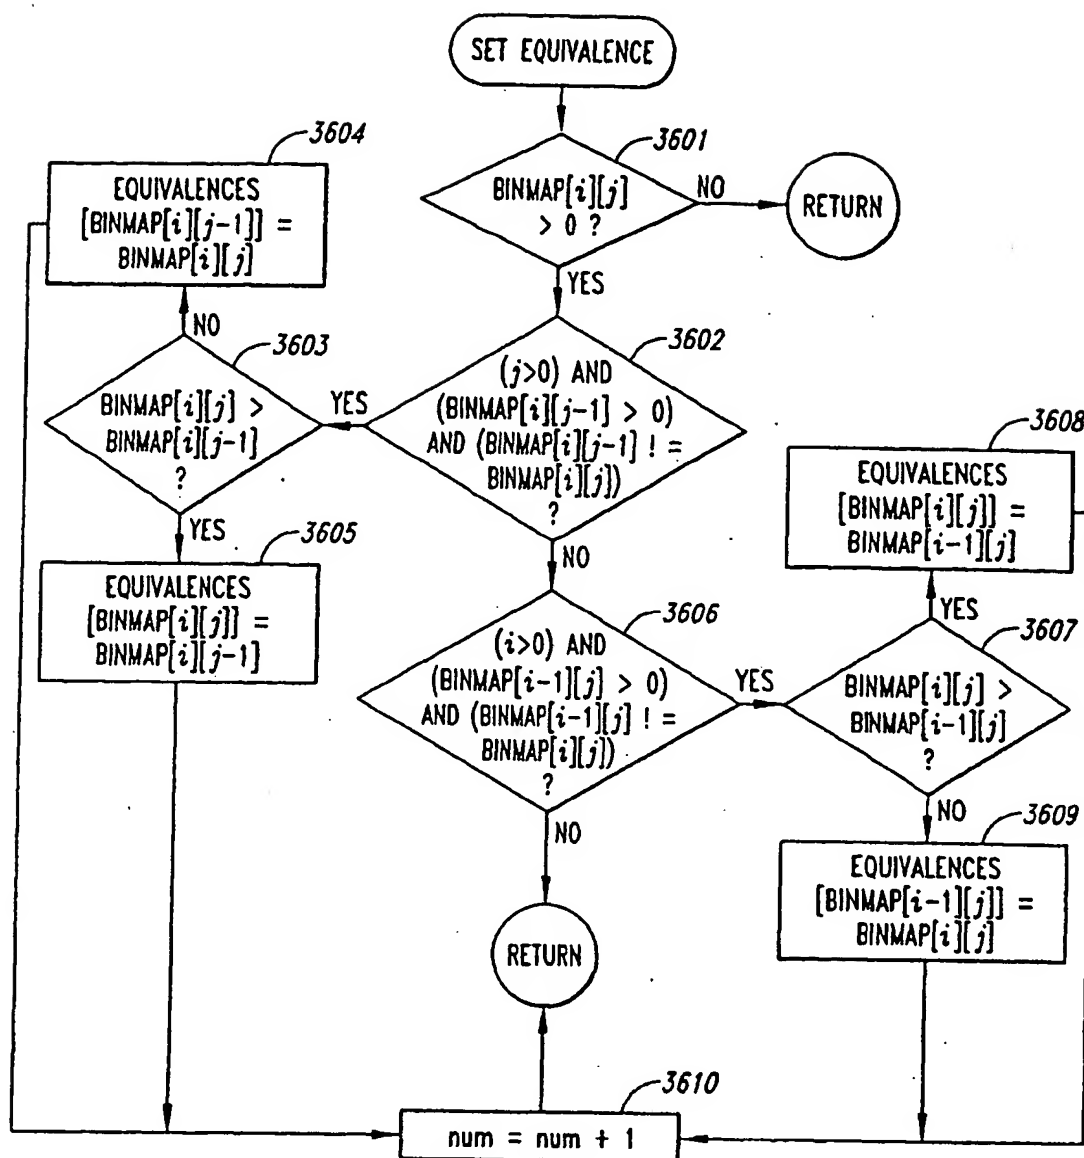 SET EQUIVALENCE
3601
BINMAP[i][j]
> 0 ?
NO
RETURN
YES
3602
(j>0) AND
(BINMAP[i][j-1] > 0)
AND (BINMAP[i][j-1] ! =
BINMAP[i][j])
?
YES
NO
3603
BINMAP[i][j] >
BINMAP[i][j-1]
?
NO
YES
3604
EQUIVALENCES
[BINMAP[i][j-1]] =
BINMAP[i][j]
3605
EQUIVALENCES
[BINMAP[i][j]] =
BINMAP[i][j-1]
3606
(i>0) AND
(BINMAP[i-1][j] > 0)
AND (BINMAP[i-1][j] ! =
BINMAP[i][j])
?
YES
NO
RETURN
3607
BINMAP[i][j] >
BINMAP[i-1][j]
?
YES
NO
3608
EQUIVALENCES
[BINMAP[i][j]] =
BINMAP[i-1][j]
3609
EQUIVALENCES
[BINMAP[i-1][j]] =
BINMAP[i][j]
3610
num = num + 1